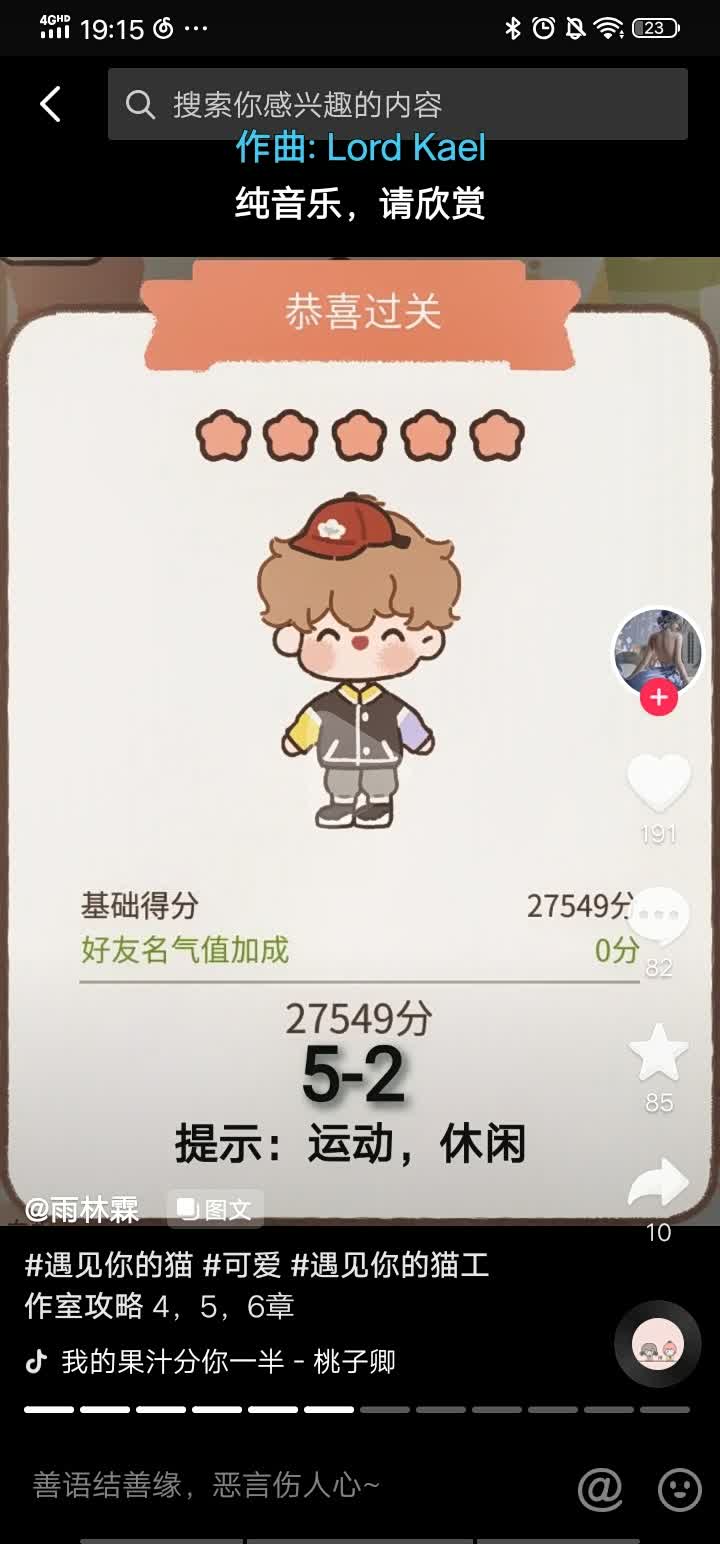 4GHD 19:15 ··· 23
搜索你感兴趣的内容
作曲: Lord Kael
纯音乐，请欣赏
恭喜过关
基础得分 27549分
好友名气值加成 0分
27549分
5-2
提示：运动，休闲
191
82
85
10
@雨林霖 图文
#遇见你的猫 #可爱 #遇见你的猫工
作室攻略 4，5，6章
我的果汁分你一半 - 桃子卿
善语结善缘，恶言伤人心~